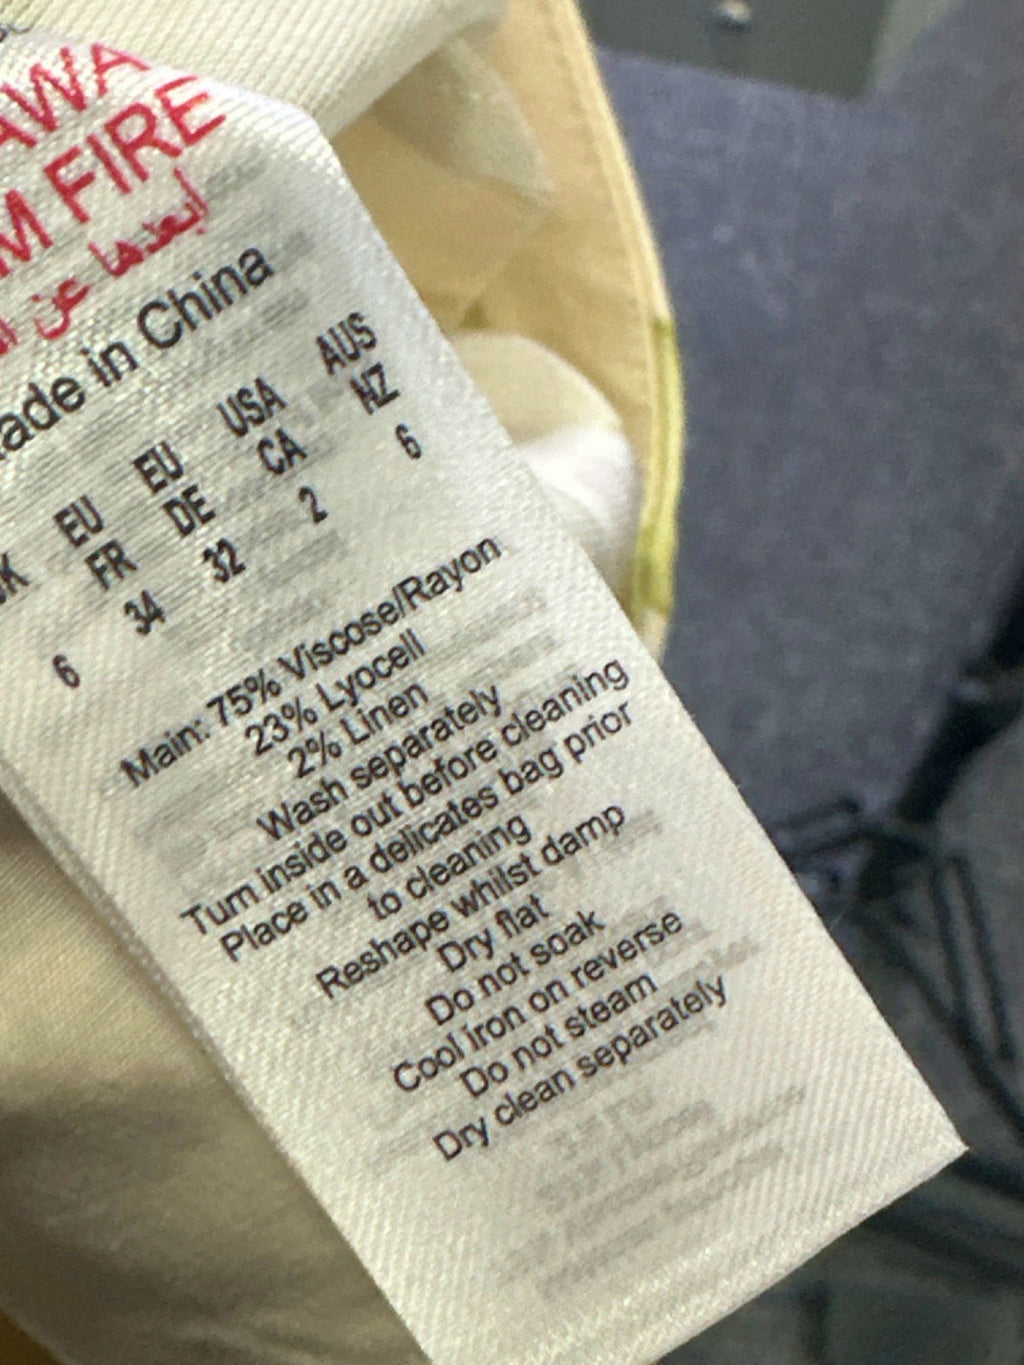 AWA
M FIRE
أبعدها عن
ade in China
EU EU USA AUS
K FR DE CA NZ
6 34 32 2 6
Main: 75% Viscose/Rayon
23% Lyocell
2% Linen
Wash separately
Turn inside out before cleaning
Place in a delicates bag prior
to cleaning
Reshape whilst damp
Dry flat
Do not soak
Cool iron on reverse
Do not steam
Dry clean separately